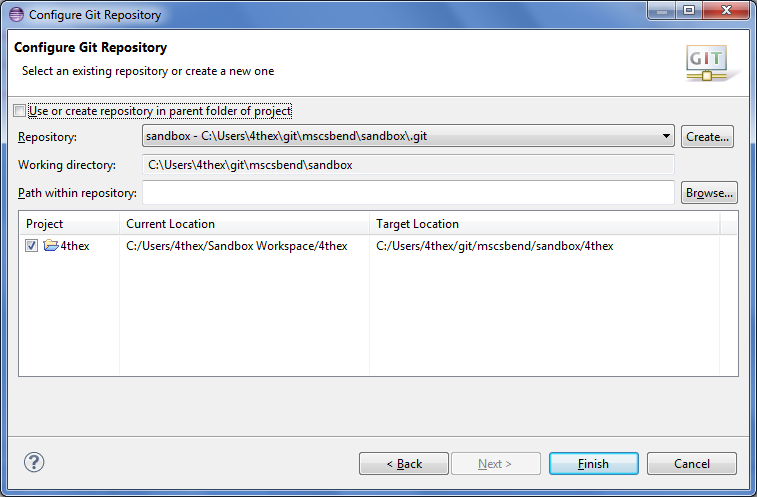 Configure Git Repository
Configure Git Repository
Select an existing repository or create a new one
GIT
Use or create repository in parent folder of project
Repository: sandbox - C:\Users\4thex\git\mscsbend\sandbox\.git Create...
Working directory: C:\Users\4thex\git\mscsbend\sandbox
Path within repository: Browse...
Project Current Location Target Location
4thex C:/Users/4thex/Sandbox Workspace/4thex C:/Users/4thex/git/mscsbend/sandbox/4thex
? < Back Next > Finish Cancel